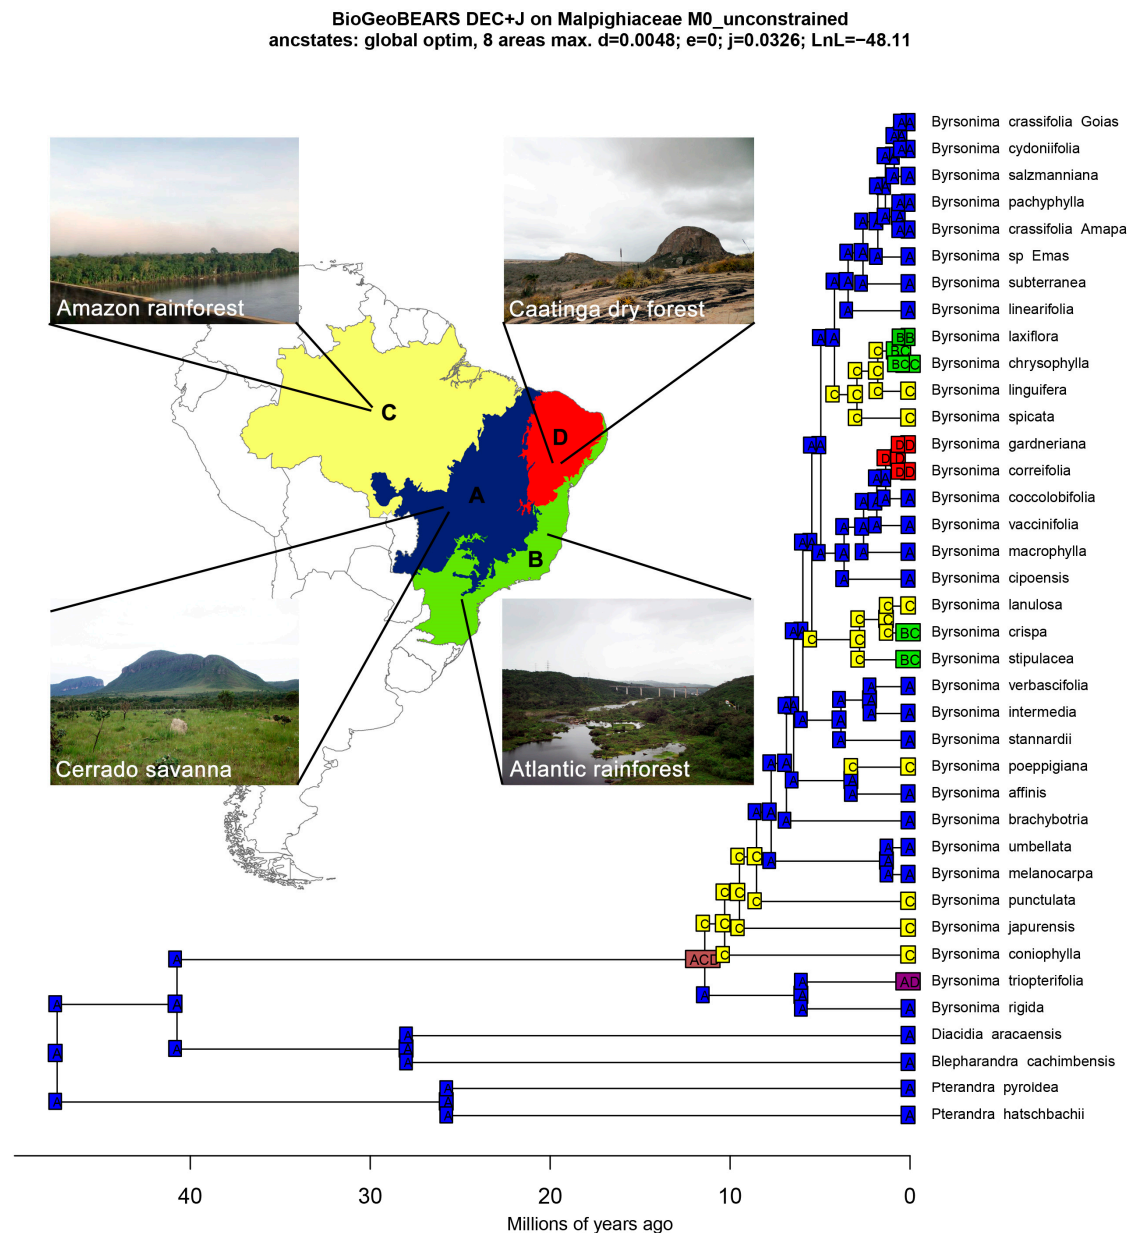 BioGeoBEARS DEC+J on Malpighiaceae M0_unconstrained
ancstates: global optim, 8 areas max. d=0.0048; e=0; j=0.0326; LnL=−48.11
Amazon rainforest
Caatinga dry forest
C
D
A
B
Cerrado savanna
Atlantic rainforest
Byrsonima crassifolia Goias
Byrsonima cydoniifolia
Byrsonima salzmanniana
Byrsonima pachyphylla
Byrsonima crassifolia Amapa
Byrsonima sp Emas
Byrsonima subterranea
Byrsonima linearifolia
Byrsonima laxiflora
Byrsonima chrysophylla
Byrsonima linguifera
Byrsonima spicata
Byrsonima gardneriana
Byrsonima correifolia
Byrsonima coccolobifolia
Byrsonima vaccinifolia
Byrsonima macrophylla
Byrsonima cipoensis
Byrsonima lanulosa
Byrsonima crispa
Byrsonima stipulacea
Byrsonima verbascifolia
Byrsonima intermedia
Byrsonima stannardii
Byrsonima poeppigiana
Byrsonima affinis
Byrsonima brachybotria
Byrsonima umbellata
Byrsonima melanocarpa
Byrsonima punctulata
Byrsonima japurensis
Byrsonima coniophylla
Byrsonima triopterifolia
Byrsonima rigida
Diacidia aracaensis
Blepharandra cachimbensis
Pterandra pyroidea
Pterandra hatschbachii
40 30 20 10 0
Millions of years ago